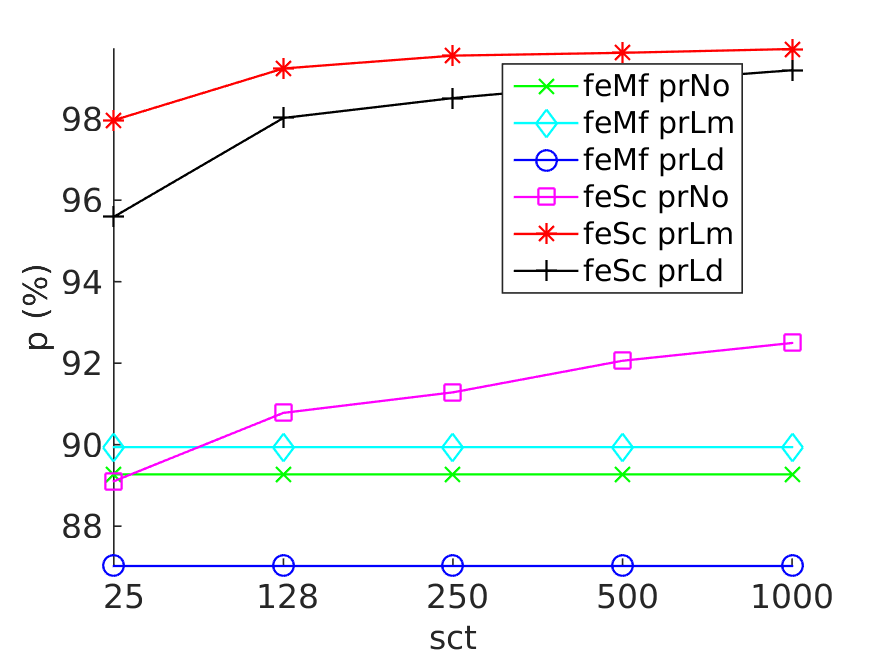 98
96
94
92
90
88
p (%)
feMf prNo
feMf prLm
feMf prLd
feSc prNo
feSc prLm
feSc prLd
25 128 250 500 1000
sct